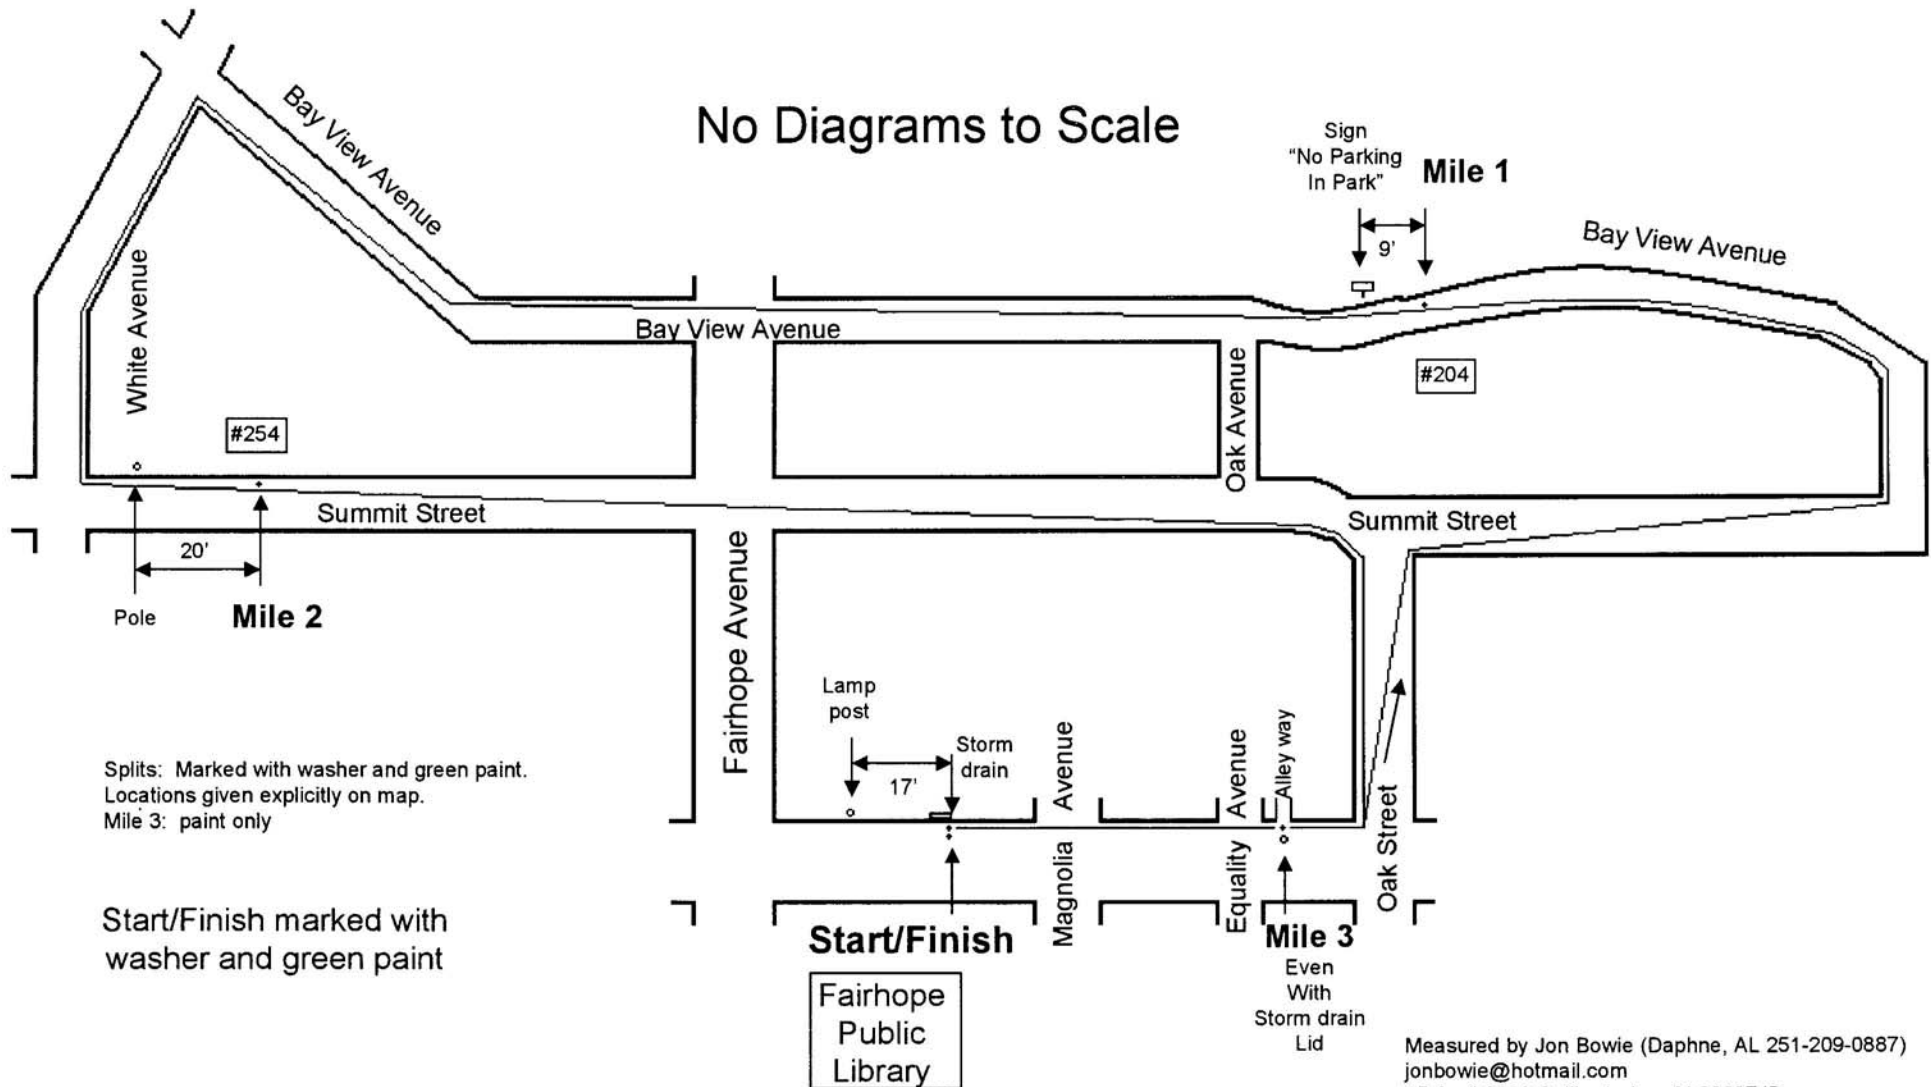 No Diagrams to Scale
Bay View Avenue
Sign
“No Parking
In Park”
Mile 1
9'
Bay View Avenue
White Avenue
Bay View Avenue
Oak Avenue
#204
#254
Summit Street
Summit Street
20'
Pole
Mile 2
Fairhope Avenue
Lamp
post
17'
Storm
drain
Magnolia Avenue
Equality Avenue
Alley way
Oak Street
Splits: Marked with washer and green paint.
Locations given explicitly on map.
Mile 3: paint only
Start/Finish marked with
washer and green paint
Start/Finish
Mile 3
Even
With
Storm drain
Lid
Fairhope
Public
Library
Measured by Jon Bowie (Daphne, AL 251-209-0887)
jonbowie@hotmail.com